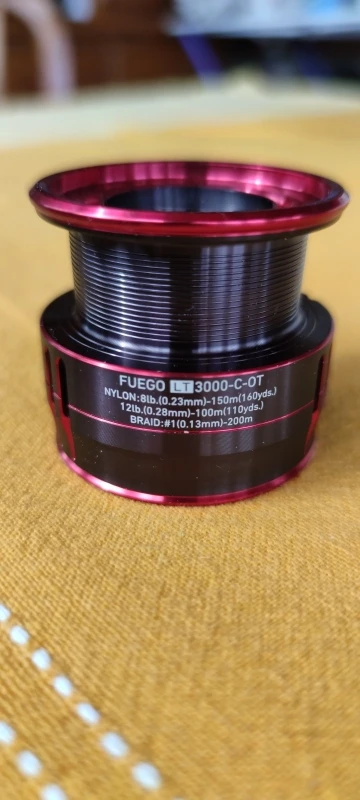 FUEGO LT 3000-C-OT
NYLON:8lb.(0.23mm)-150m(160yds.)
12lb.(0.28mm)-100m(110yds.)
BRAID:#1(0.13mm)-200m